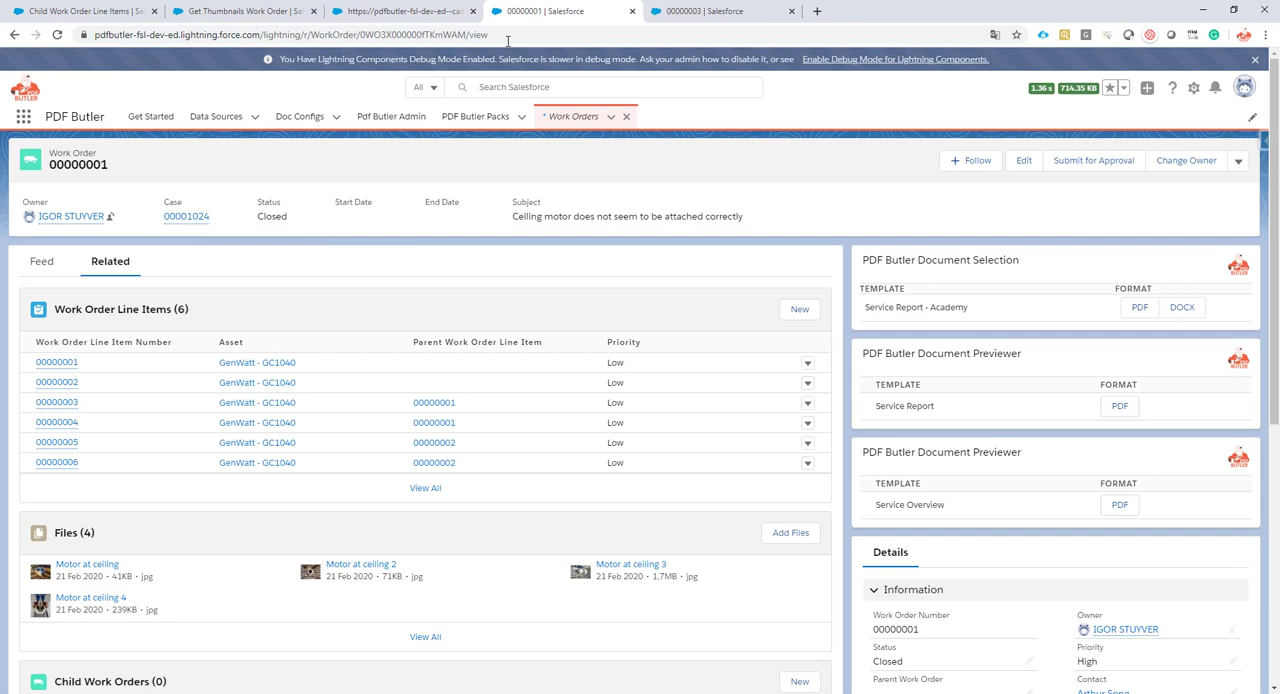 Child Work Order Line Items | Sa
Get Thumbnails Work Order | Sal
https://pdfbutler-fsl-dev-ed--cas
00000001 | Salesforce
00000003 | Salesforce
pdfbutler-fsl-dev-ed.lightning.force.com/lightning/r/WorkOrder/0WO3X000000fTKmWAM/view
You Have Lightning Components Debug Mode Enabled. Salesforce is slower in debug mode. Ask your admin how to disable it, or see Enable Debug Mode for Lightning Components.
BUTLER
All
Search Salesforce
1.36 s
714.35 KB
PDF Butler
Get Started
Data Sources
Doc Configs
Pdf Butler Admin
PDF Butler Packs
* Work Orders
Work Order
00000001
Follow
Edit
Submit for Approval
Change Owner
Owner
Case
Status
Start Date
End Date
Subject
IGOR STUYVER
00001024
Closed
Ceiling motor does not seem to be attached correctly
Feed
Related
Work Order Line Items (6)
New
Work Order Line Item Number
Asset
Parent Work Order Line Item
Priority
00000001 GenWatt - GC1040 Low
00000002 GenWatt - GC1040 Low
00000003 GenWatt - GC1040 00000001 Low
00000004 GenWatt - GC1040 00000001 Low
00000005 GenWatt - GC1040 00000002 Low
00000006 GenWatt - GC1040 00000002 Low
View All
Files (4)
Add Files
Motor at ceiling
21 Feb 2020 • 41KB • jpg
Motor at ceiling 2
21 Feb 2020 • 71KB • jpg
Motor at ceiling 3
21 Feb 2020 • 1,7MB • jpg
Motor at ceiling 4
21 Feb 2020 • 239KB • jpg
View All
Child Work Orders (0)
New
PDF Butler Document Selection
BUTLER
TEMPLATE
FORMAT
Service Report - Academy
PDF
DOCX
PDF Butler Document Previewer
BUTLER
TEMPLATE
FORMAT
Service Report
PDF
PDF Butler Document Previewer
BUTLER
TEMPLATE
FORMAT
Service Overview
PDF
Details
Information
Work Order Number
00000001
Owner
IGOR STUYVER
Status
Closed
Priority
High
Parent Work Order
Contact
Arthur Song